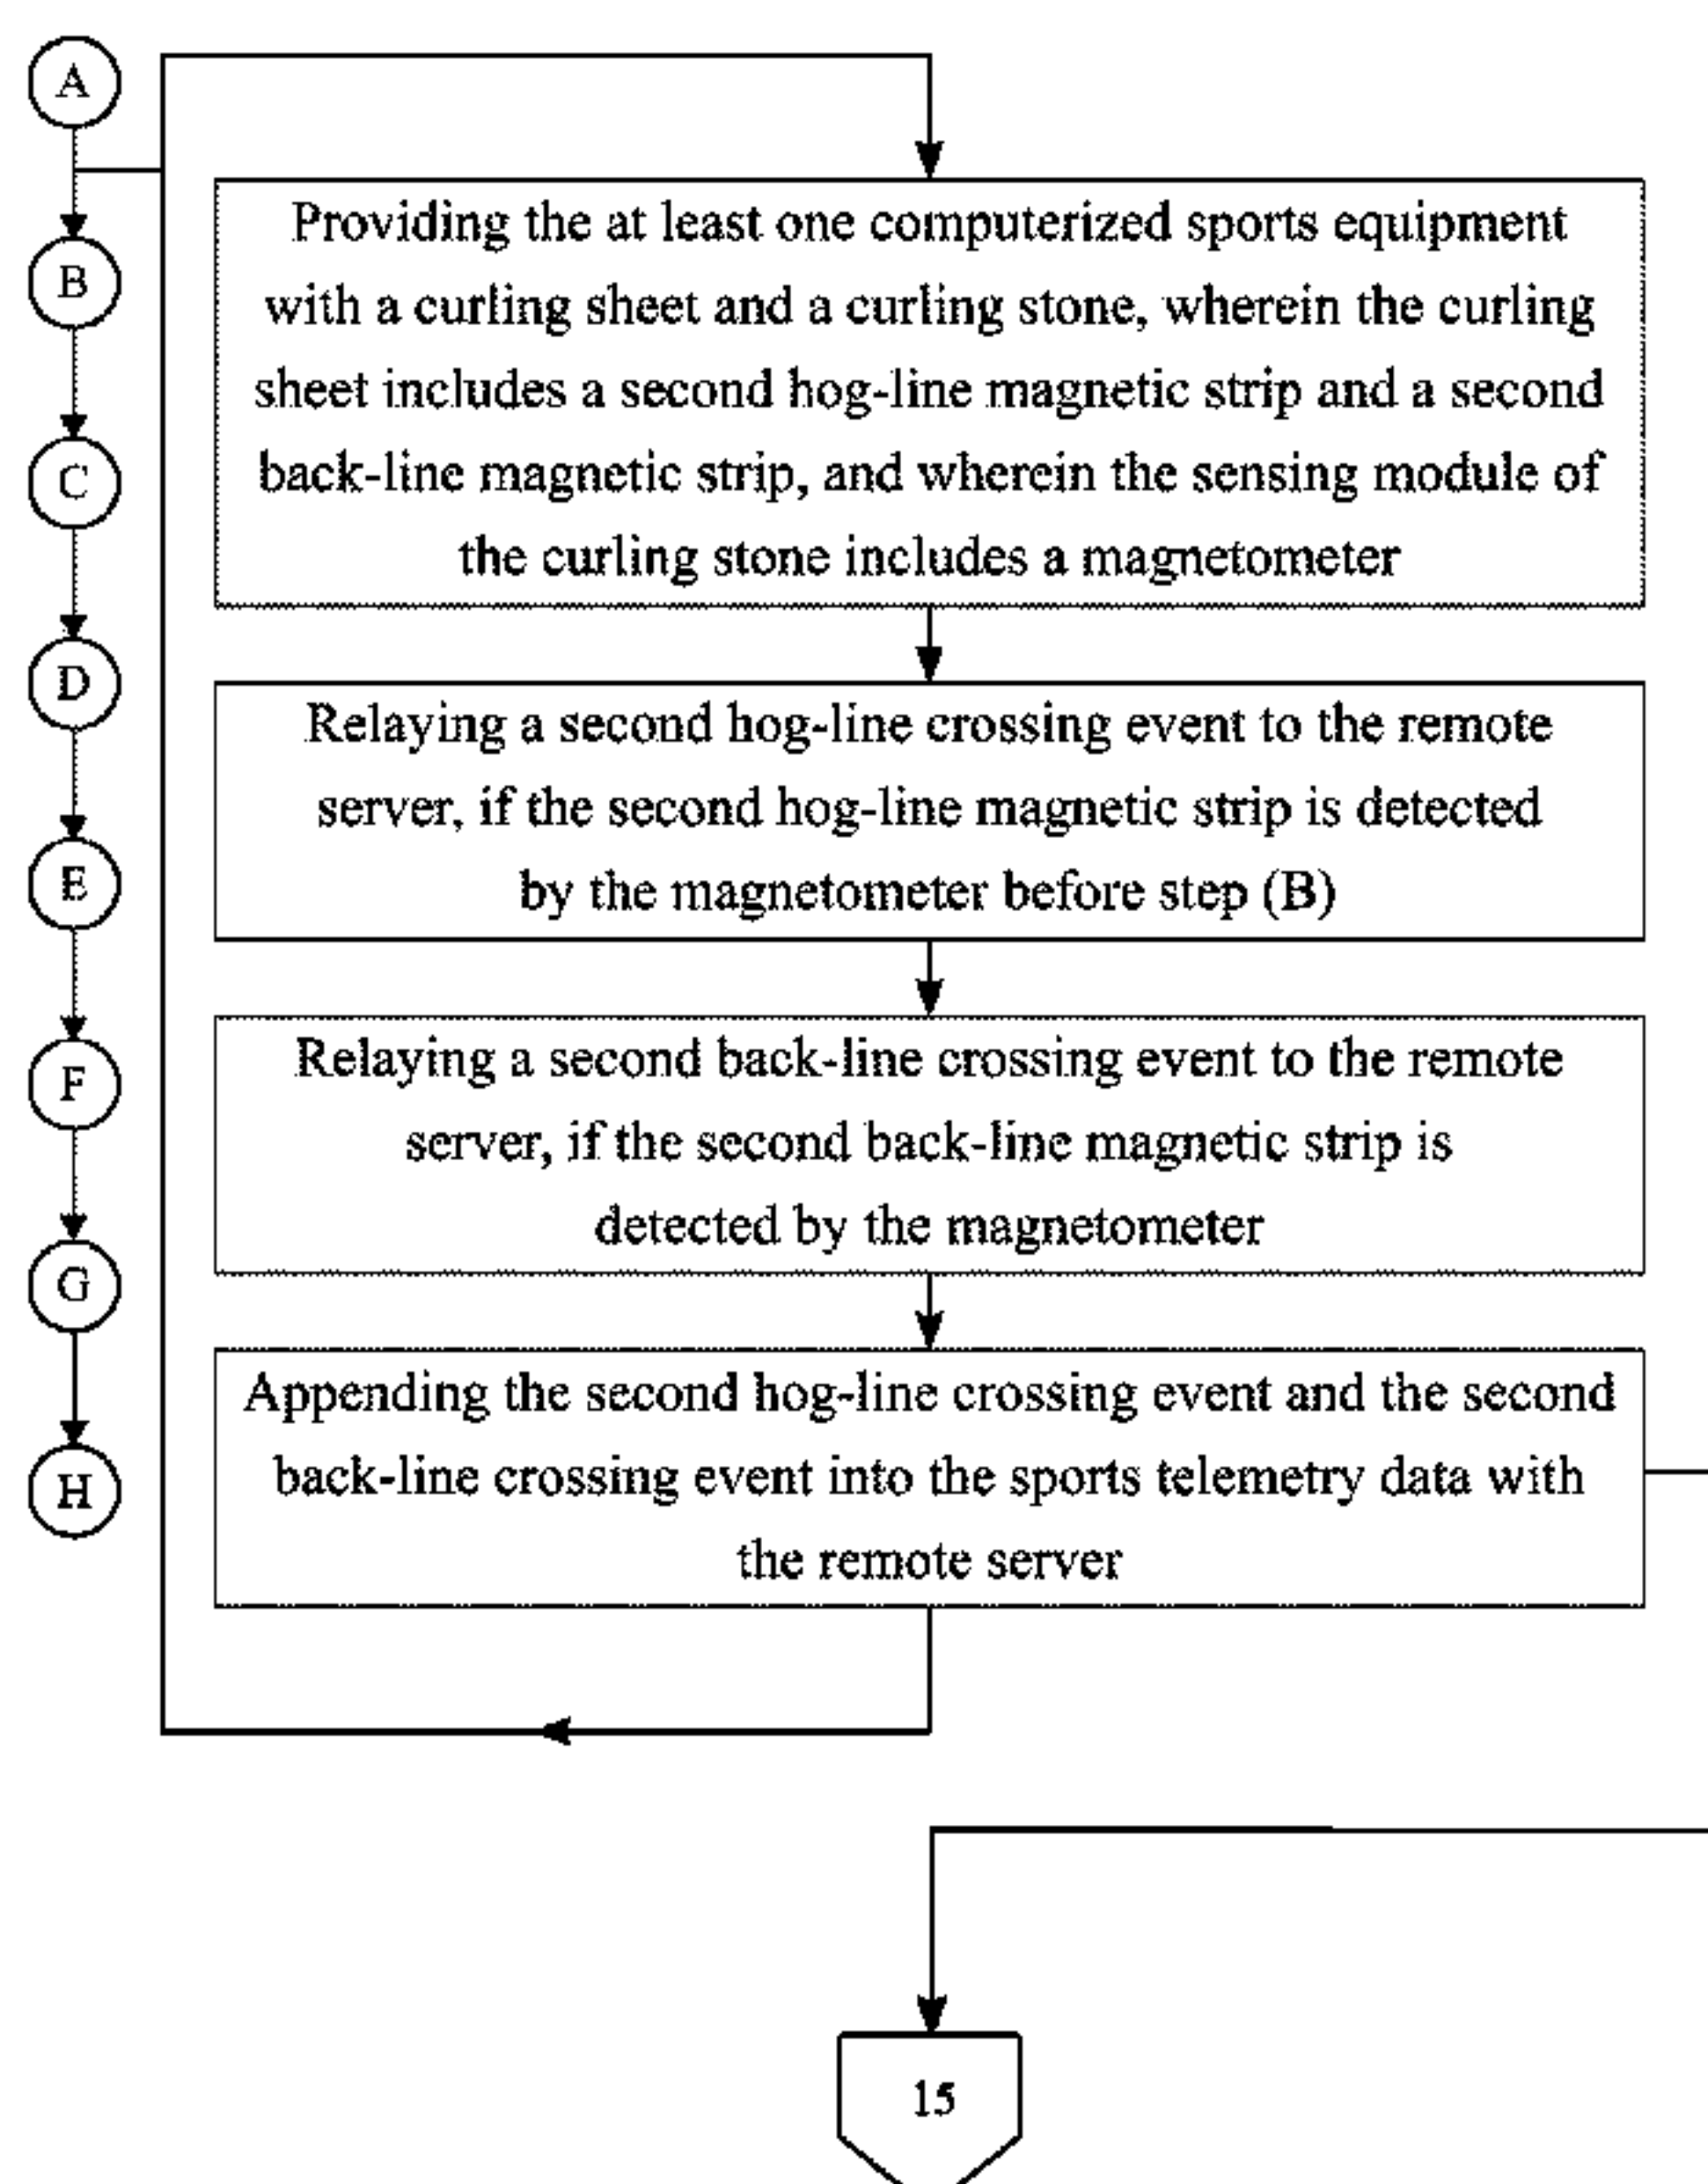 A
B
C
D
E
F
G
H
Providing the at least one computerized sports equipment
with a curling sheet and a curling stone, wherein the curling
sheet includes a second hog-line magnetic strip and a second
back-line magnetic strip, and wherein the sensing module of
the curling stone includes a magnetometer
Relaying a second hog-line crossing event to the remote
server, if the second hog-line magnetic strip is detected
by the magnetometer before step (B)
Relaying a second back-line crossing event to the remote
server, if the second back-line magnetic strip is
detected by the magnetometer
Appending the second hog-line crossing event and the second
back-line crossing event into the sports telemetry data with
the remote server
15